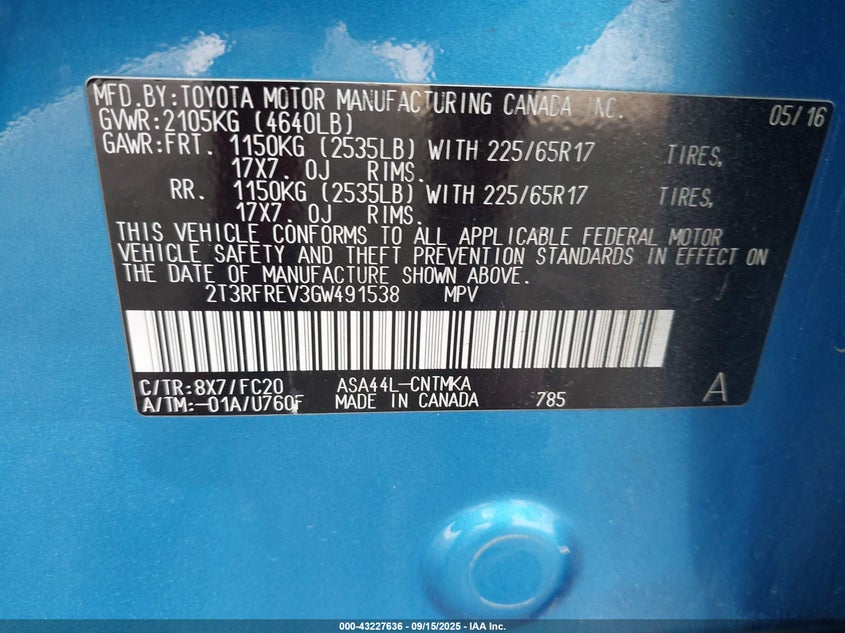 MFD.BY:TOYOTA MOTOR MANUFACTURING CANADA INC. 05/16
GVWR:2105KG (4640LB)
GAWR:FRT. 1150KG (2535LB) WITH 225/65R17 TIRES,
17X7.0J RIMS.
RR. 1150KG (2535LB) WITH 225/65R17 TIRES,
17X7.0J RIMS.
THIS VEHICLE CONFORMS TO ALL APPLICABLE FEDERAL MOTOR
VEHICLE SAFETY AND THEFT PREVENTION STANDARDS IN EFFECT ON
THE DATE OF MANUFACTURE SHOWN ABOVE.
2T3RFREV3GW491538 MPV
C/TR:8X7/FC20 ASA44L-CNTMKA A
A/TM:-01A/U760F MADE IN CANADA 785
000-43227636 - 09/15/2025 - IAA Inc.